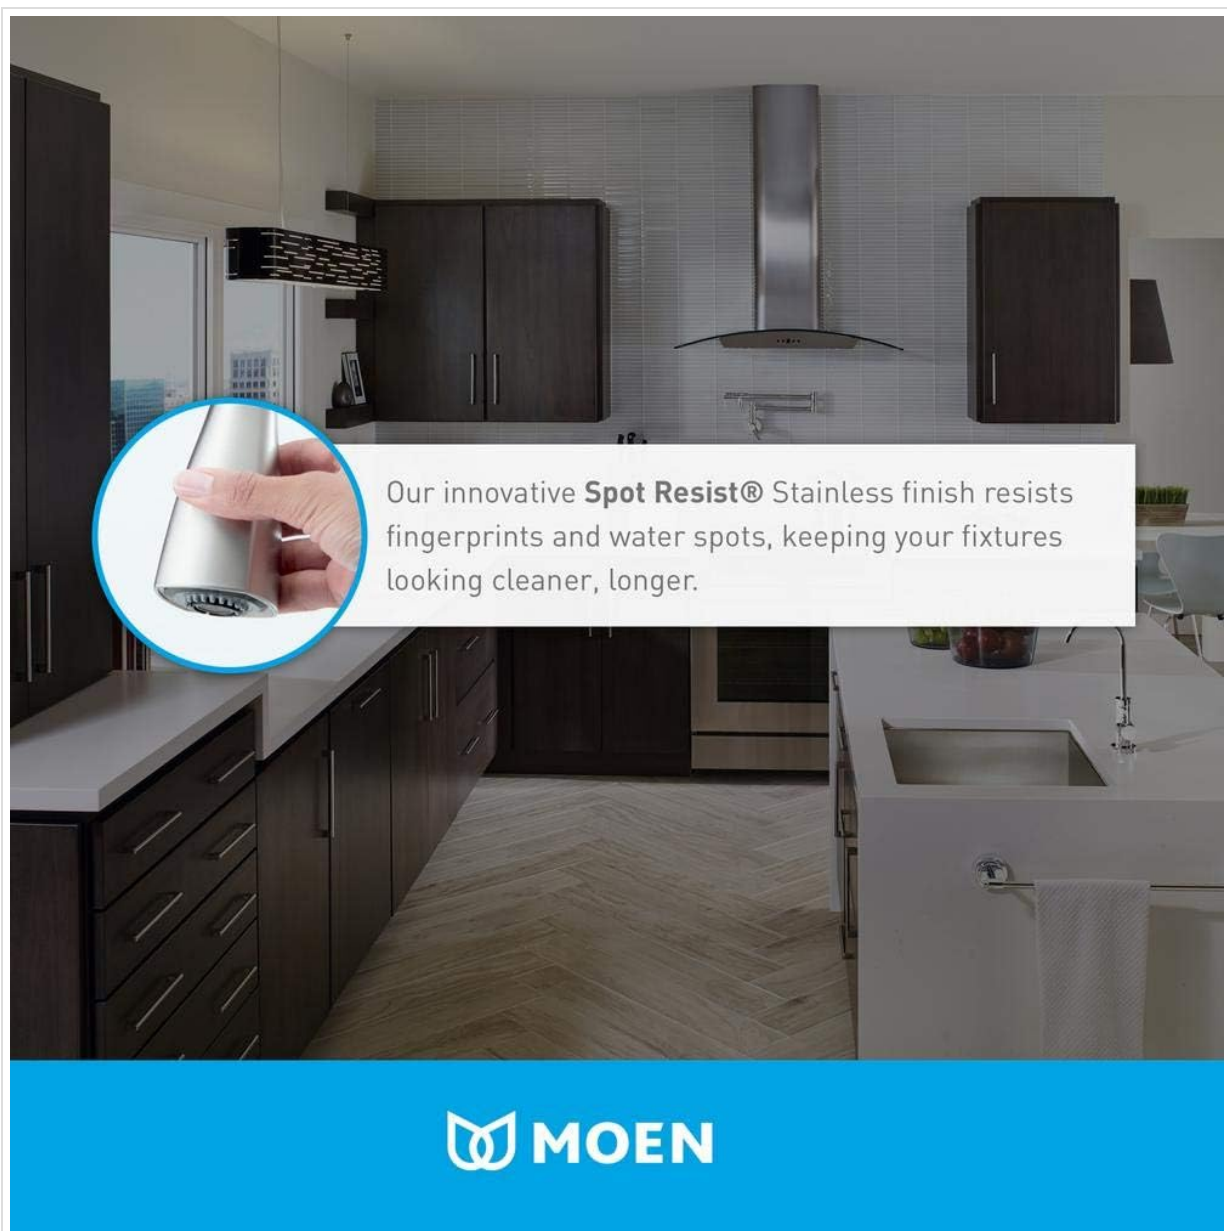 Our innovative Spot Resist® Stainless finish resists
fingerprints and water spots, keeping your fixtures
looking cleaner, longer.
MOEN